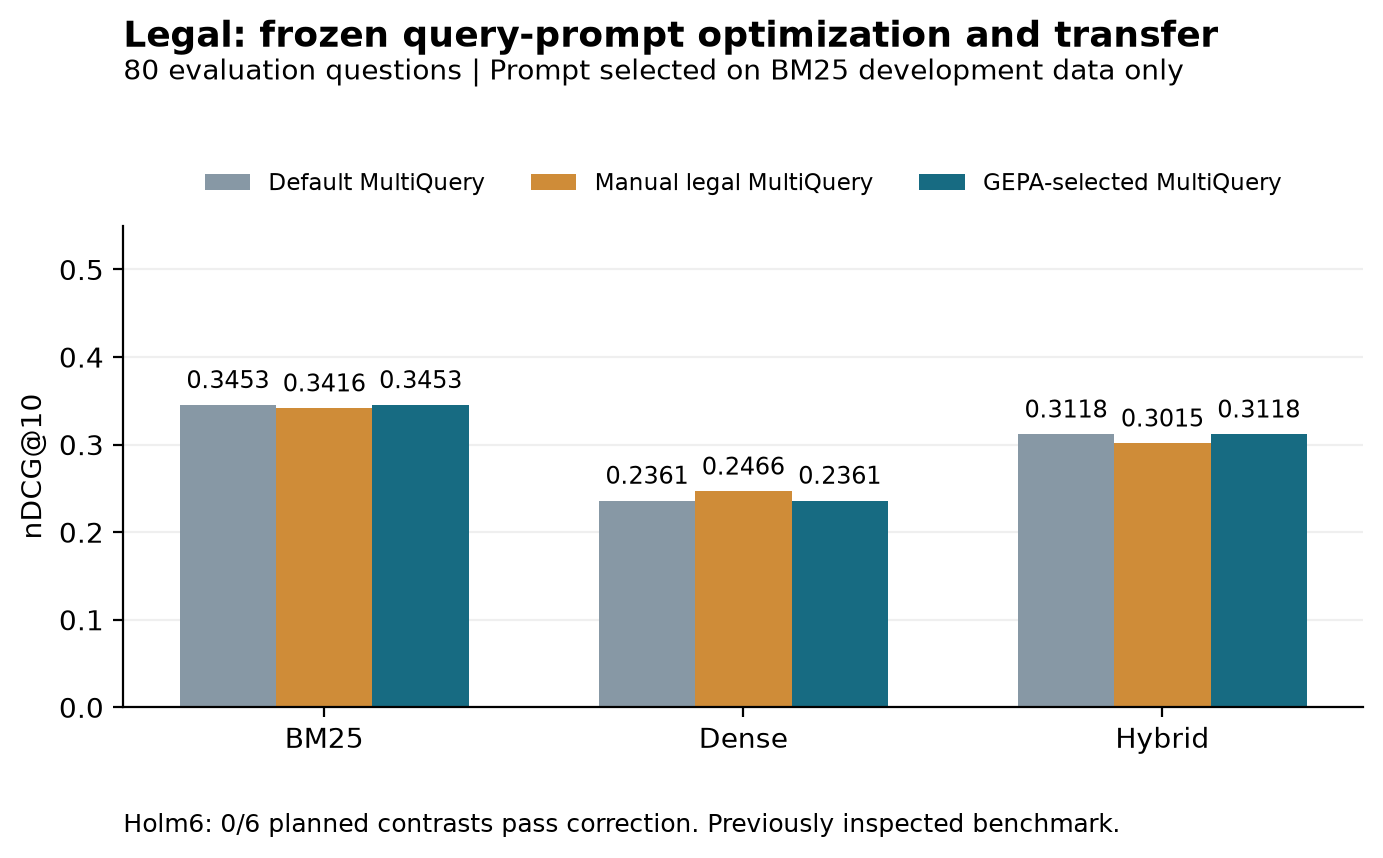 Legal: frozen query-prompt optimization and transfer
80 evaluation questions | Prompt selected on BM25 development data only
Default MultiQuery
Manual legal MultiQuery
GEPA-selected MultiQuery
nDCG@10
0.5
0.4
0.3
0.2
0.1
0.0
0.3453
0.3416
0.3453
0.2361
0.2466
0.2361
0.3118
0.3015
0.3118
BM25
Dense
Hybrid
Holm6: 0/6 planned contrasts pass correction. Previously inspected benchmark.